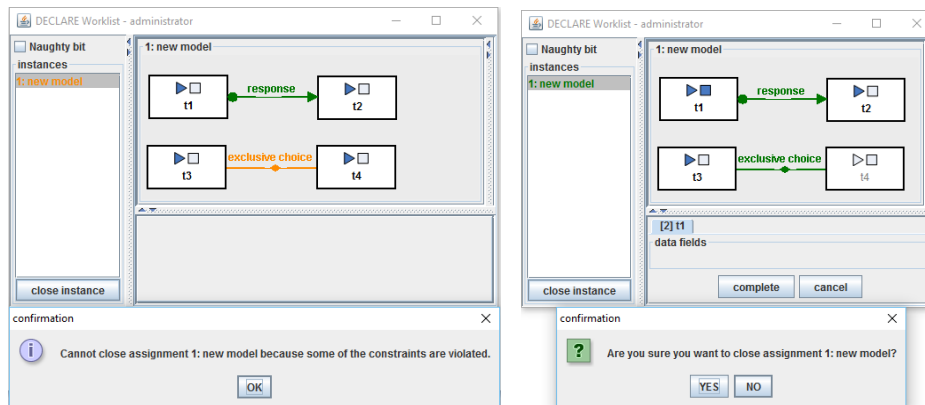 DECLARE Worklist - administrator
Naughty bit
instances
1: new model
close instance
1: new model
response
t1
t2
exclusive choice
t3
t4
confirmation
Cannot close assignment 1: new model because some of the constraints are violated.
OK
DECLARE Worklist - administrator
Naughty bit
instances
1: new model
close instance
1: new model
response
t1
t2
exclusive choice
t3
t4
[2] t1
data fields
complete cancel
confirmation
Are you sure you want to close assignment 1: new model?
YES NO